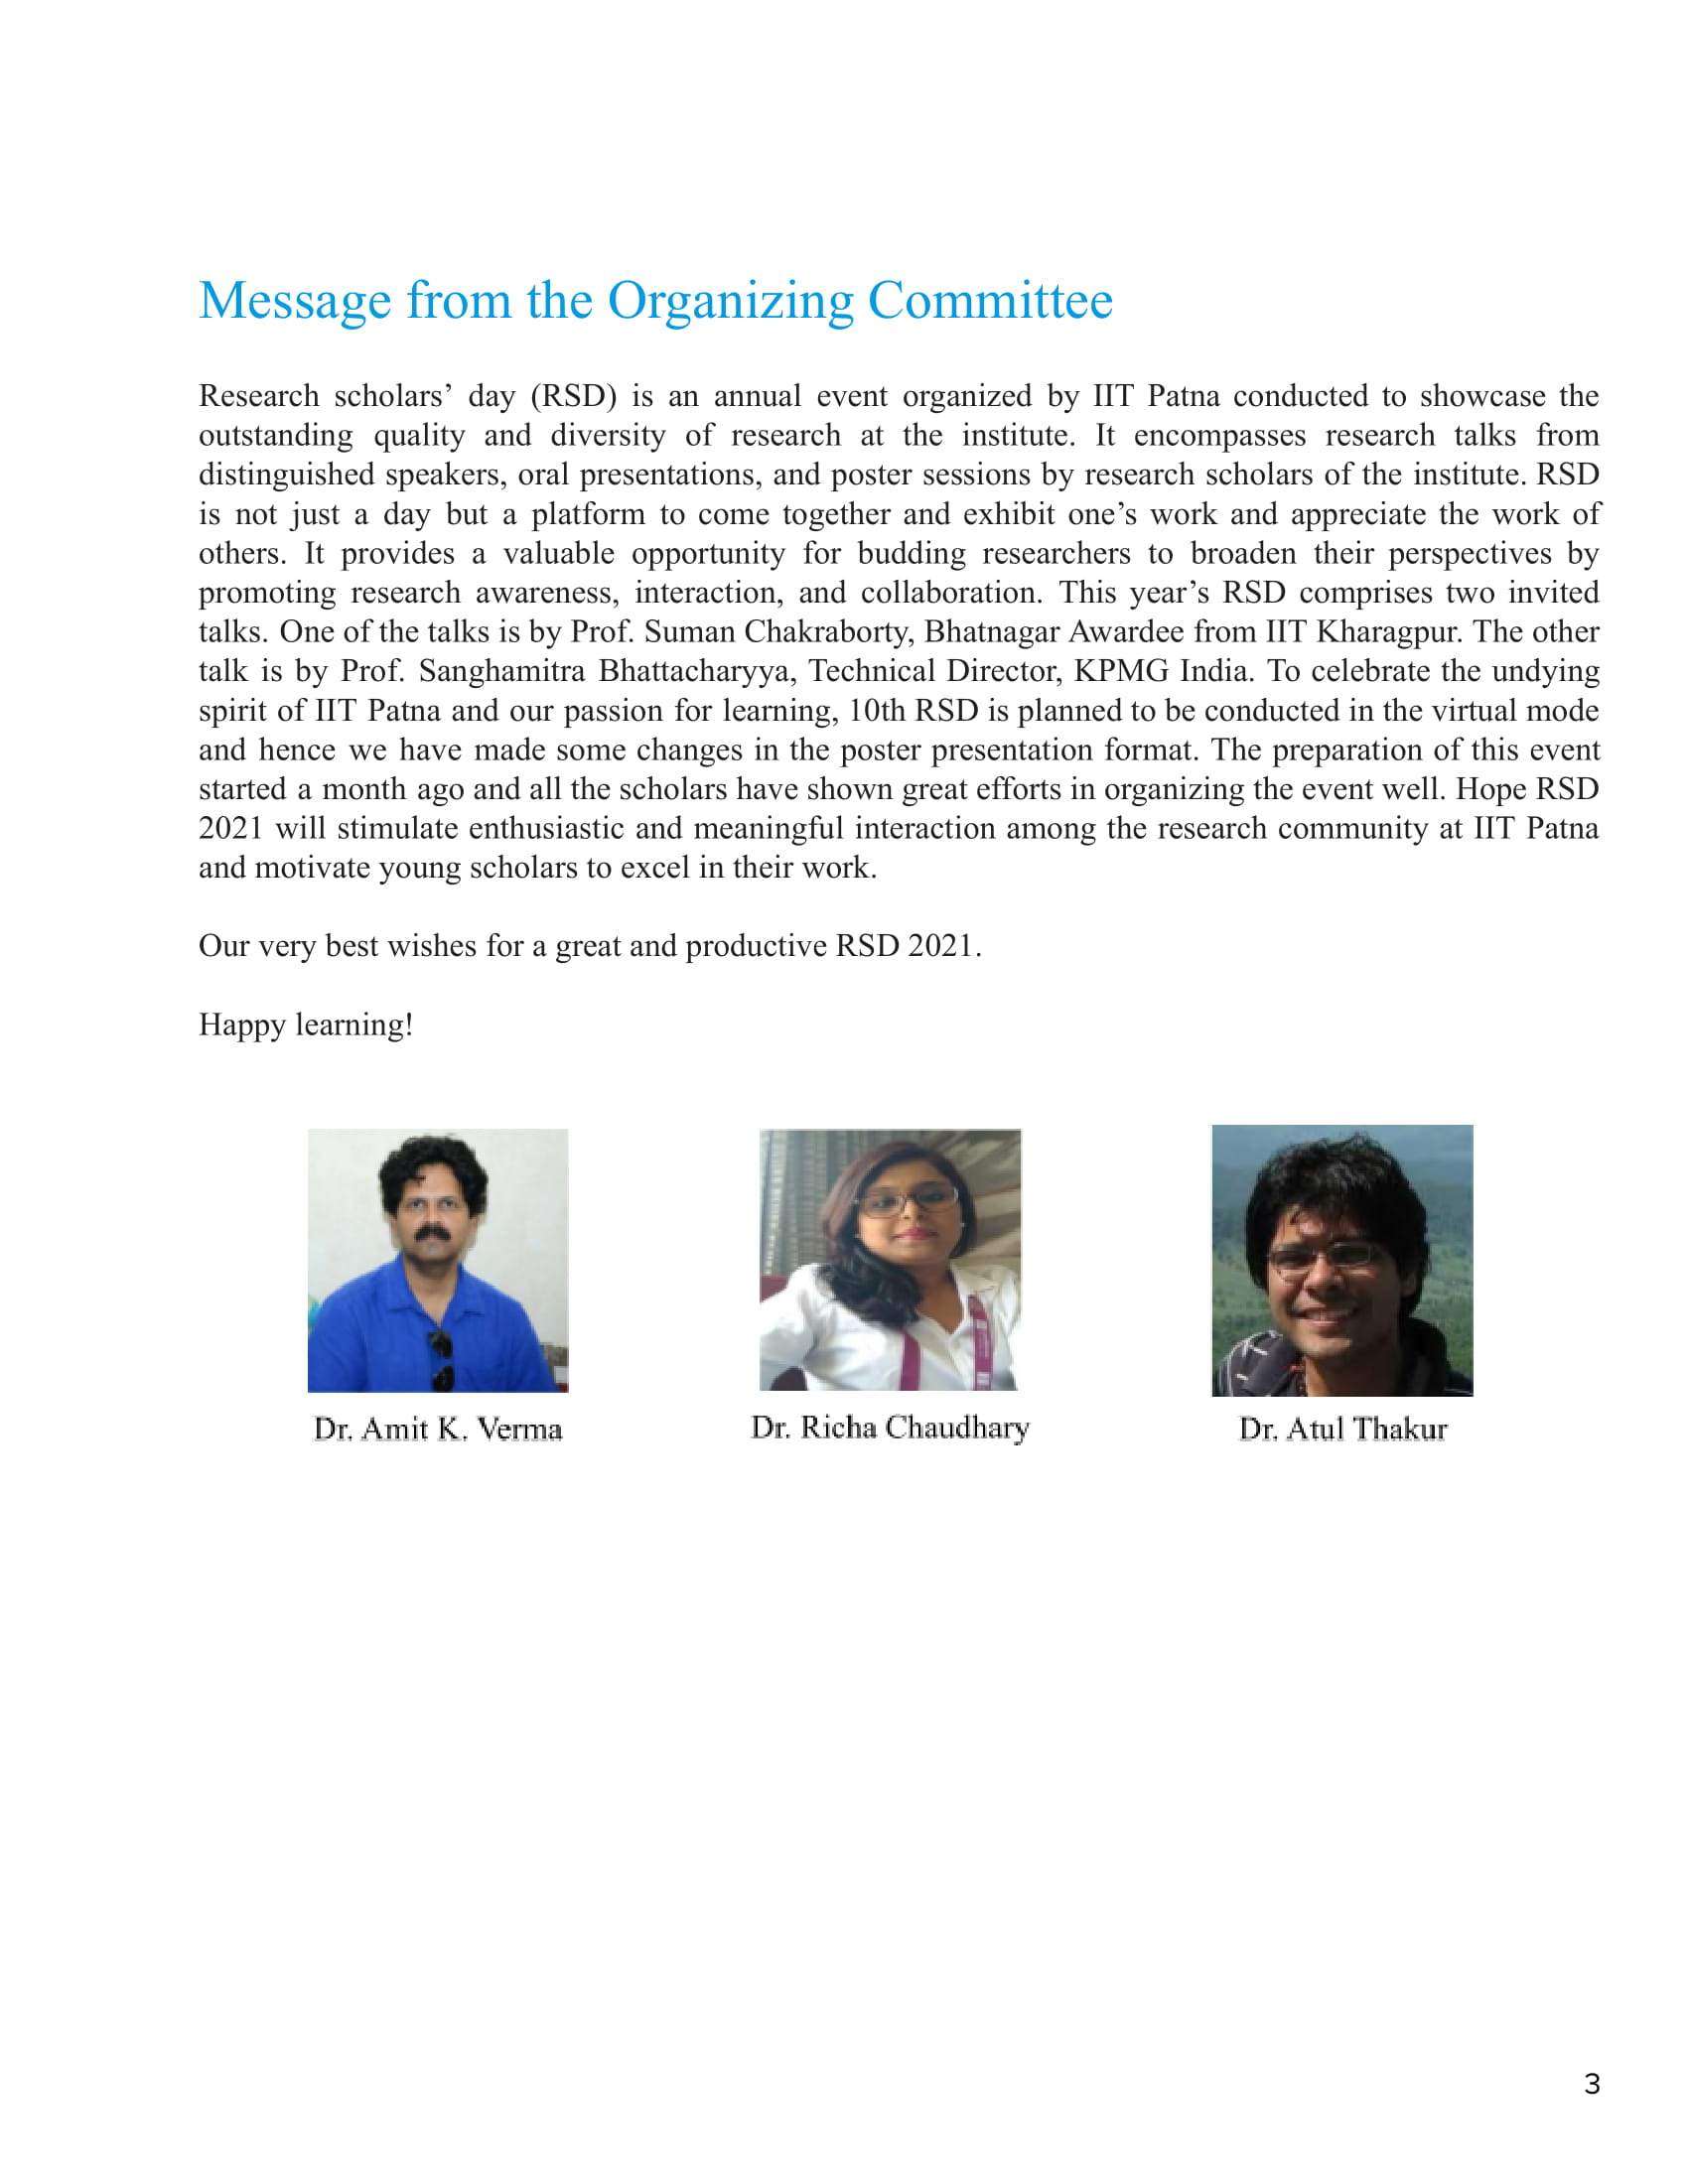 Message from the Organizing Committee
Research scholars’ day (RSD) is an annual event organized by IIT Patna conducted to showcase the
outstanding quality and diversity of research at the institute. It encompasses research talks from
distinguished speakers, oral presentations, and poster sessions by research scholars of the institute. RSD
is not just a day but a platform to come together and exhibit one’s work and appreciate the work of
others. It provides a valuable opportunity for budding researchers to broaden their perspectives by
promoting research awareness, interaction, and collaboration. This year’s RSD comprises two invited
talks. One of the talks is by Prof. Suman Chakraborty, Bhatnagar Awardee from IIT Kharagpur. The other
talk is by Prof. Sanghamitra Bhattacharyya, Technical Director, KPMG India. To celebrate the undying
spirit of IIT Patna and our passion for learning, 10th RSD is planned to be conducted in the virtual mode
and hence we have made some changes in the poster presentation format. The preparation of this event
started a month ago and all the scholars have shown great efforts in organizing the event well. Hope RSD
2021 will stimulate enthusiastic and meaningful interaction among the research community at IIT Patna
and motivate young scholars to excel in their work.
Our very best wishes for a great and productive RSD 2021.
Happy learning!
Dr. Amit K. Verma
Dr. Richa Chaudhary
Dr. Atul Thakur
3